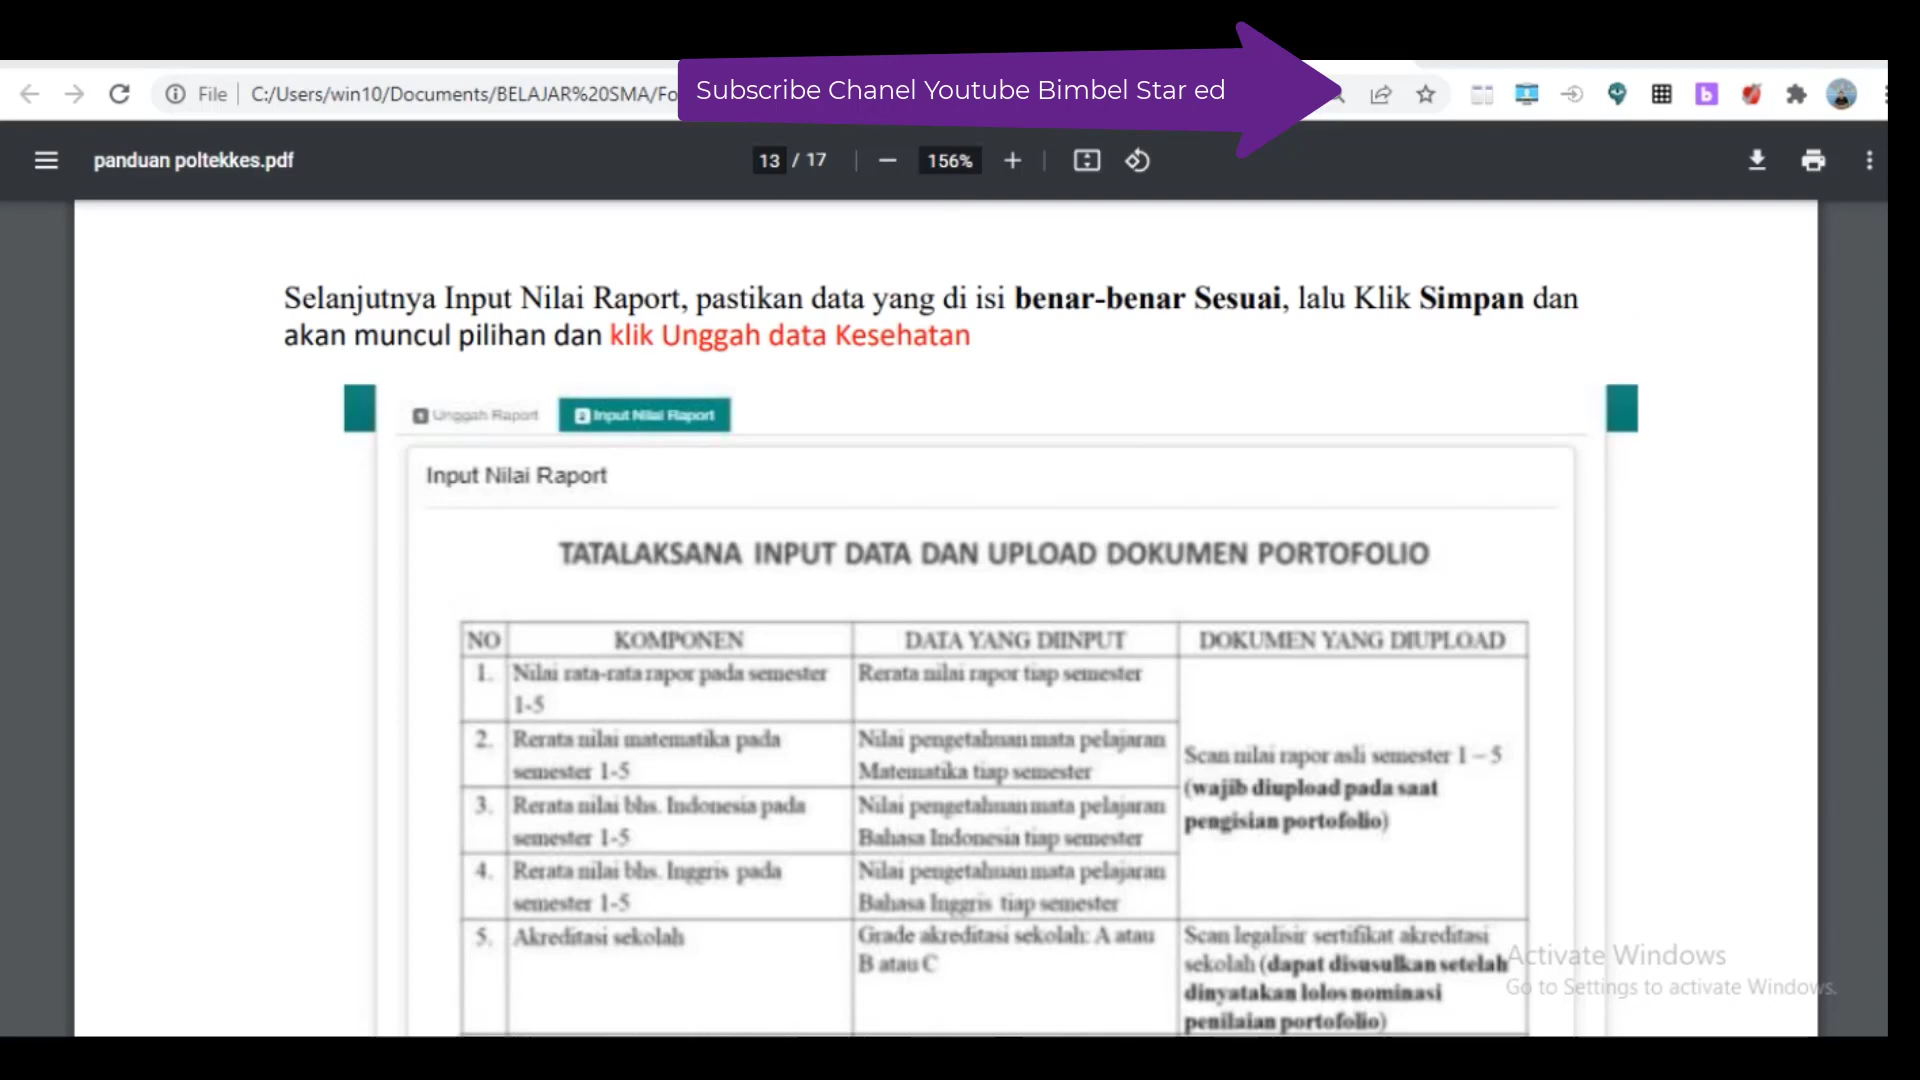 Subscribe Chanel Youtube Bimbel Star ed
File
C:/Users/win10/Documents/BELAJAR%20SMA/Fo
panduan poltekkes.pdf
13 / 17
156%
Selanjutnya Input Nilai Raport, pastikan data yang di isi benar-benar Sesuai, lalu Klik Simpan dan
akan muncul pilihan dan klik Unggah data Kesehatan
1 Unggah Raport
2 Input Nilai Raport
Input Nilai Raport
TATALAKSANA INPUT DATA DAN UPLOAD DOKUMEN PORTOFOLIO
NO KOMPONEN DATA YANG DIINPUT DOKUMEN YANG DIUPLOAD
1. Nilai rata-rata rapor pada semester
1-5
Rerata nilai rapor tiap semester
2. Rerata nilai matematika pada
semester 1-5
Nilai pengetahuan mata pelajaran
Matematika tiap semester
3. Rerata nilai bhs. Indonesia pada
semester 1-5
Nilai pengetahuan mata pelajaran
Bahasa Indonesia tiap semester
4. Rerata nilai bhs. Inggris pada
semester 1-5
Nilai pengetahuan mata pelajaran
Bahasa Inggris tiap semester
Scan nilai rapor asli semester 1 – 5
(wajib diupload pada saat
pengisian portofolio)
5. Akreditasi sekolah
Grade akreditasi sekolah: A atau
B atau C
Scan legalisir sertifikat akreditasi
sekolah (dapat disusulkan setelah
dinyatakan lolos nominasi
penilaian portofolio)
Activate Windows
Go to Settings to activate Windows.